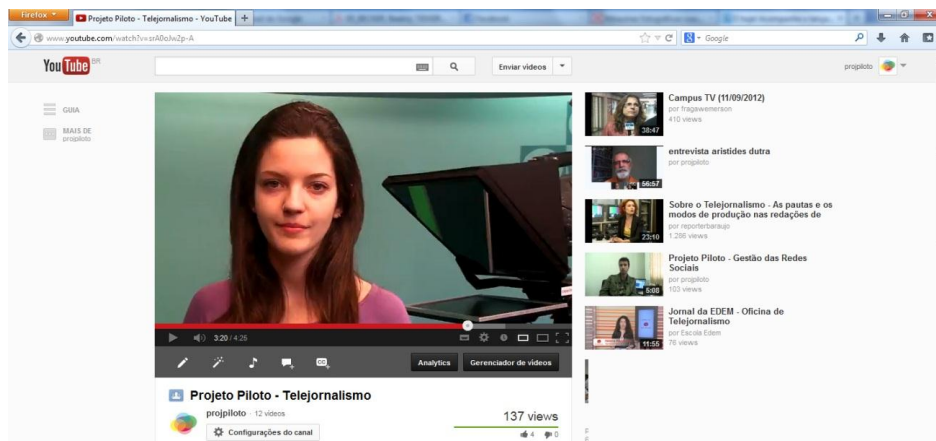 Firefox
Projeto Piloto - Telejornalismo - YouTube
www.youtube.com/watch?v=srA0oJw2p-A
Google
YouTube BR
Enviar vídeos
projpiloto
GUIA
MAIS DE
projpiloto
3:20 / 4:25
Analytics
Gerenciador de vídeos
Projeto Piloto - Telejornalismo
projpiloto · 12 vídeos
Configurações do canal
137 views
4 0
38:47
Campus TV (11/09/2012)
por fragawemerson
410 views
56:57
entrevista aristides dutra
por projpiloto
23:10
Sobre o Telejornalismo - As pautas e os
modos de produção nas redações de
por reporterbaraujo
1.286 views
5:08
Projeto Piloto - Gestão das Redes
Sociais
por projpiloto
103 views
11:55
Jornal da EDEM - Oficina de
Telejornalismo
por Escola Edem
76 views